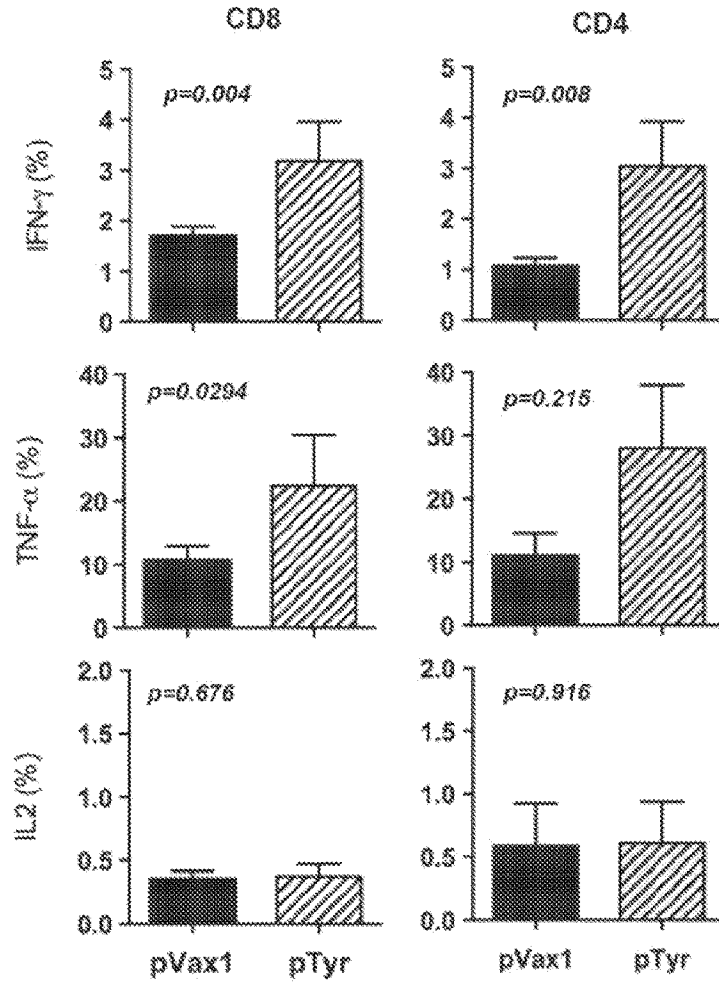 CD8
CD4
IFN-γ (%)
5
4
3
2
1
0
p=0.004
5
4
3
2
1
0
p=0.008
TNF-α (%)
40
30
20
10
0
p=0.0294
40
30
20
10
0
p=0.215
IL2 (%)
2.0
1.5
1.0
0.5
0.0
p=0.676
2.0
1.5
1.0
0.5
0.0
p=0.916
pVax1 pTyr
pVax1 pTyr